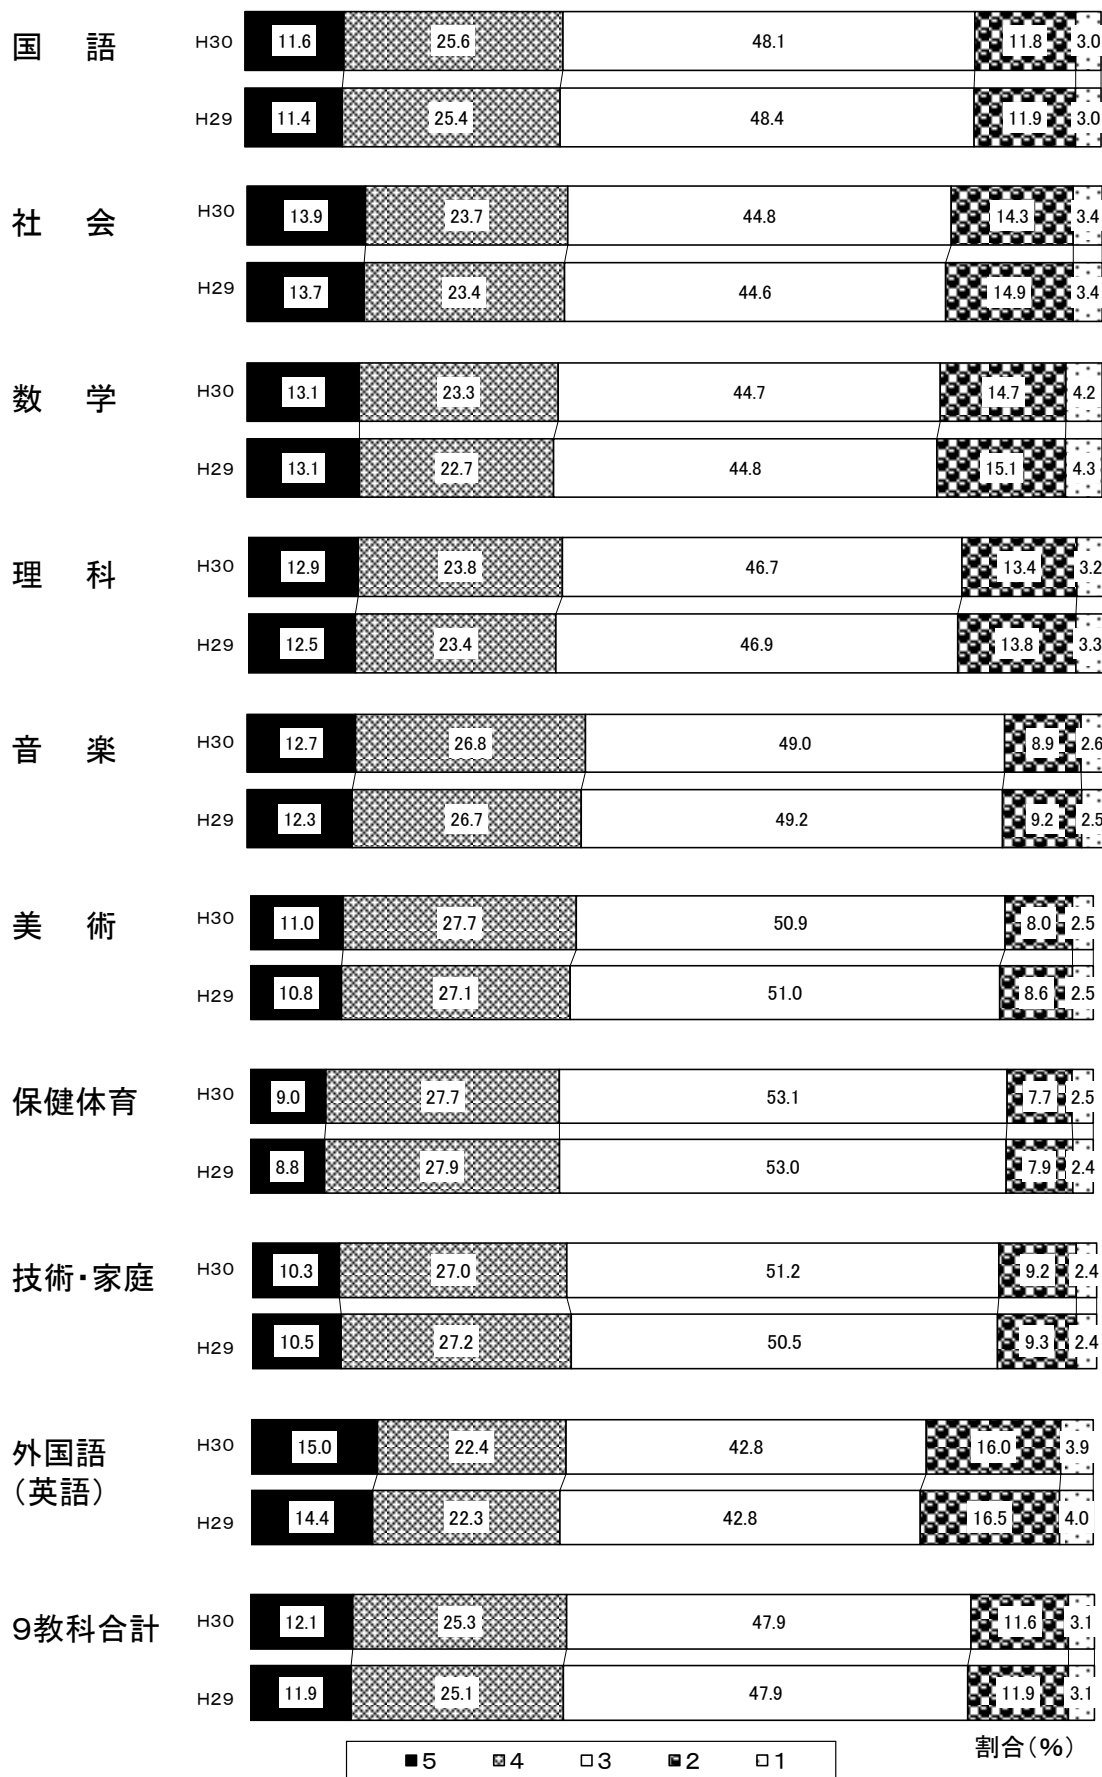 国 語
H30 11.6 25.6 48.1 11.8 3.0
H29 11.4 25.4 48.4 11.9 3.0
社 会
H30 13.9 23.7 44.8 14.3 3.4
H29 13.7 23.4 44.6 14.9 3.4
数 学
H30 13.1 23.3 44.7 14.7 4.2
H29 13.1 22.7 44.8 15.1 4.3
理 科
H30 12.9 23.8 46.7 13.4 3.2
H29 12.5 23.4 46.9 13.8 3.3
音 楽
H30 12.7 26.8 49.0 8.9 2.6
H29 12.3 26.7 49.2 9.2 2.5
美 術
H30 11.0 27.7 50.9 8.0 2.5
H29 10.8 27.1 51.0 8.6 2.5
保健体育
H30 9.0 27.7 53.1 7.7 2.5
H29 8.8 27.9 53.0 7.9 2.4
技術・家庭
H30 10.3 27.0 51.2 9.2 2.4
H29 10.5 27.2 50.5 9.3 2.4
外国語
（英語）
H30 15.0 22.4 42.8 16.0 3.9
H29 14.4 22.3 42.8 16.5 4.0
9教科合計
H30 12.1 25.3 47.9 11.6 3.1
H29 11.9 25.1 47.9 11.9 3.1
割合（%）
5 4 3 2 1